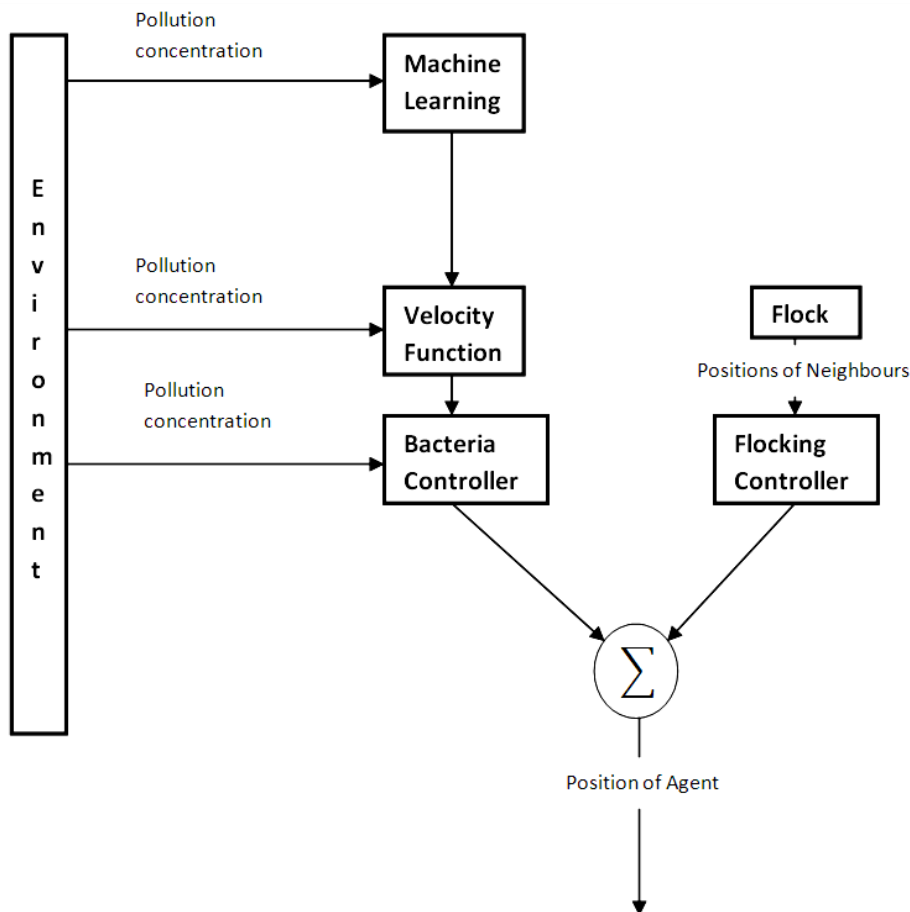 Pollution
concentration
Machine
Learning
Environment
Pollution
concentration
Velocity
Function
Flock
Positions of Neighbours
Pollution
concentration
Bacteria
Controller
Flocking
Controller
∑
Position of Agent